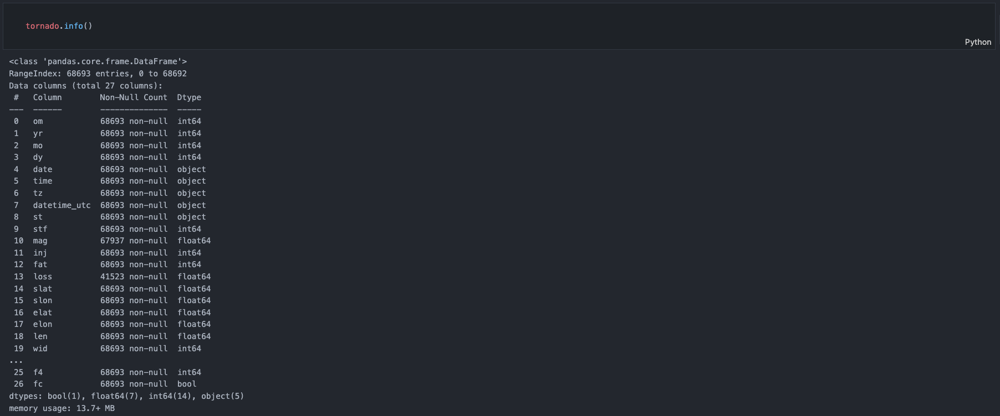 tornado.info()
Python
<class 'pandas.core.frame.DataFrame'>
RangeIndex: 68693 entries, 0 to 68692
Data columns (total 27 columns):
 #   Column        Non-Null Count  Dtype
---  ------        --------------  -----
 0   om            68693 non-null  int64
 1   yr            68693 non-null  int64
 2   mo            68693 non-null  int64
 3   dy            68693 non-null  int64
 4   date          68693 non-null  object
 5   time          68693 non-null  object
 6   tz            68693 non-null  object
 7   datetime_utc  68693 non-null  object
 8   st            68693 non-null  object
 9   stf           68693 non-null  int64
 10  mag           67937 non-null  float64
 11  inj           68693 non-null  int64
 12  fat           68693 non-null  int64
 13  loss          41523 non-null  float64
 14  slat          68693 non-null  float64
 15  slon          68693 non-null  float64
 16  elat          68693 non-null  float64
 17  elon          68693 non-null  float64
 18  len           68693 non-null  float64
 19  wid           68693 non-null  int64
...
 25  f4            68693 non-null  int64
 26  fc            68693 non-null  bool
dtypes: bool(1), float64(7), int64(14), object(5)
memory usage: 13.7+ MB